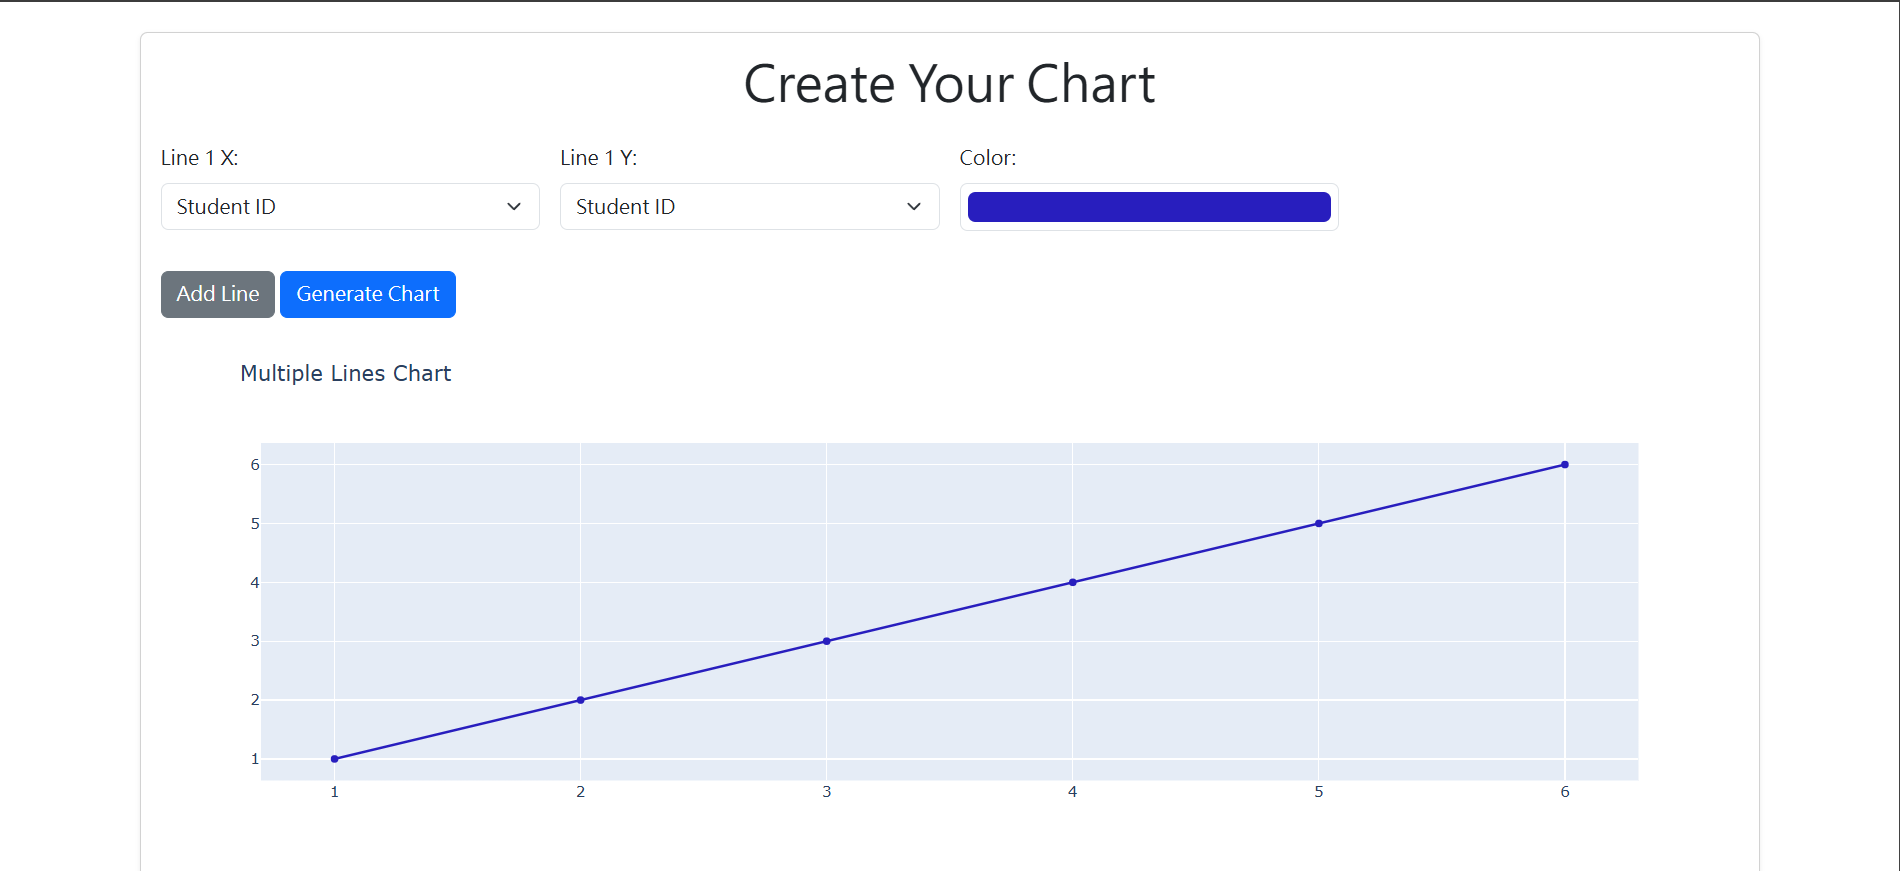 Create Your Chart
Line 1 X: Line 1 Y: Color:
Student ID Student ID
Add Line Generate Chart
Multiple Lines Chart
6
5
4
3
2
1
1 2 3 4 5 6